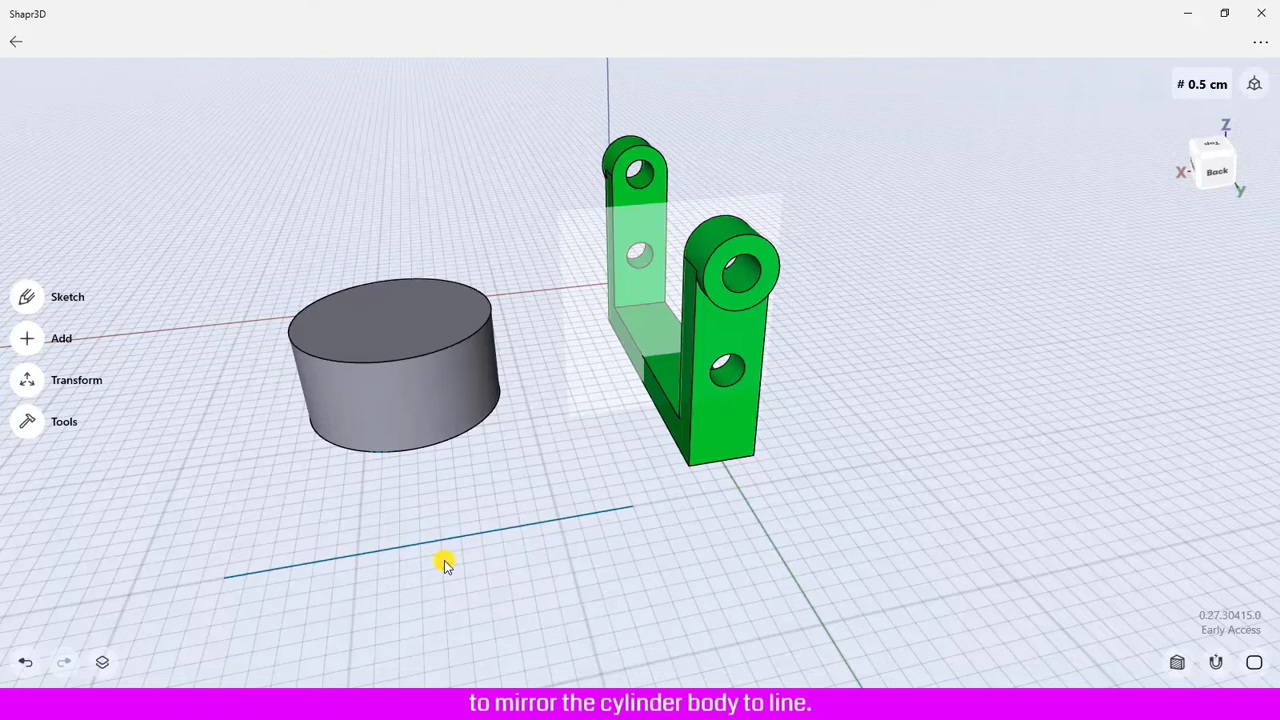 Shapr3D
# 0.5 cm
Z
Top
X
Back
Y
Sketch
Add
Transform
Tools
0.27.30415.0
Early Access
to mirror the cylinder body to line.